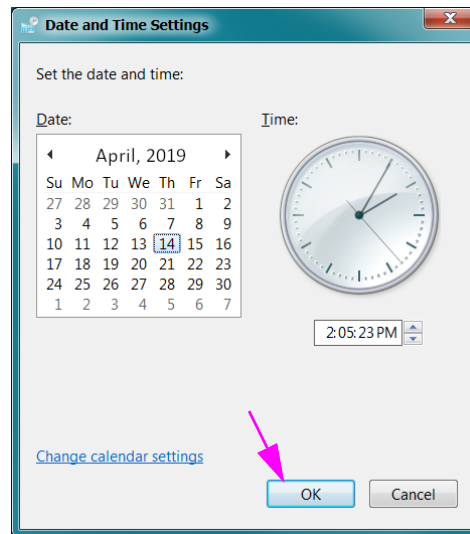 Date and Time Settings
Set the date and time:
Date: Time:
April, 2019
Su Mo Tu We Th Fr Sa
27 28 29 30 31 1 2
3 4 5 6 7 8 9
10 11 12 13 14 15 16
17 18 19 20 21 22 23
24 25 26 27 28 29 30
1 2 3 4 5 6 7
2:05:23 PM
Change calendar settings
OK Cancel